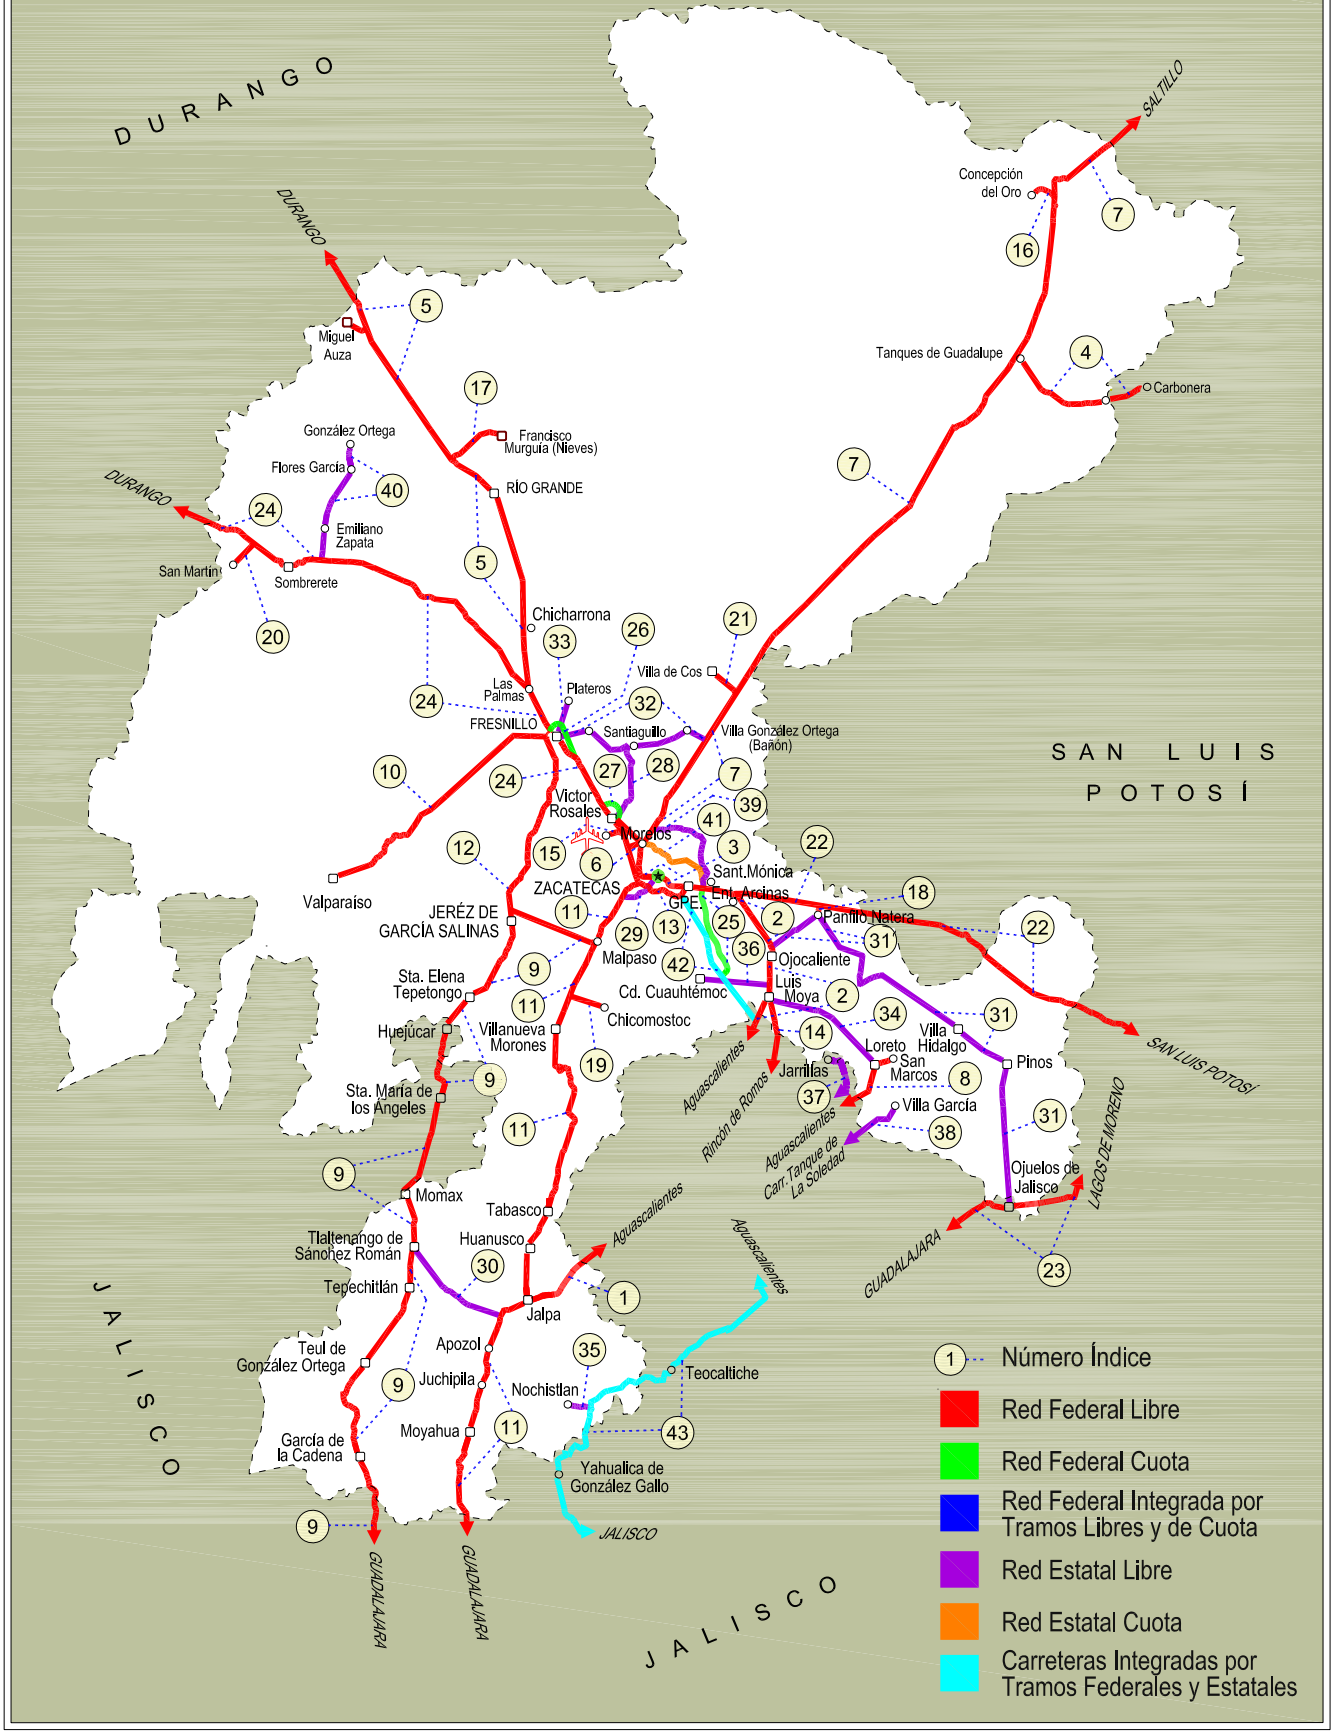 DURANGO
SALTILLO
Concepción
del Oro
7
16
DURANGO
5
Miguel
Auza
Tanques de Guadalupe
4
Carbonera
17
Francisco
Murguía (Nieves)
González Ortega
Flores García
40
7
DURANGO
24
RÍO GRANDE
Emiliano
Zapata
San Martín
Sombrerete
5
20
Chicharrona
33
26
21
Villa de Cos
Las
Palmas
Plateros
24
32
FRESNILLO
Santiaguillo
Villa González Ortega
(Bañón)
SAN LUIS
POTOSÍ
10
24
27
28
7
39
Victor
Rosales
Morelos
41
15
6
3
22
12
ZACATECAS
Sant.Mónica
Valparaíso
GPE.
Ent. Arcinas
18
JERÉZ DE
GARCÍA SALINAS
11
29
13
25
2
Panfilo Natera
31
22
Malpaso
36
9
42
Ojocaliente
Sta. Elena
Tepetongo
Cd. Cuauhtémoc
Luis
Moya
2
11
Chicomostoc
Huejúcar
Villanueva
Morones
14
34
31
Villa
Hidalgo
SAN LUIS POTOSÍ
19
Loreto
San
Marcos
Pinos
9
Jarrillas
8
Sta. María de
los Angeles
37
Villa García
Aguascalientes
Rincón de Romos
11
38
31
Aguascalientes
Carr.Tanque de
La Soledad
LAGOS DE MORENO
9
Ojuelos de
Jalisco
Momax
Tabasco
Tlaltenango de
Sánchez Román
Huanusco
Aguascalientes
Aguascalientes
GUADALAJARA
23
30
Tepechitlán
1
Jalpa
JALISCO
Teul de
González Ortega
Apozol
35
1
Número Índice
9
Juchipila
Nochistlan
Teocaltiche
Red Federal Libre
García de
la Cadena
Moyahua
11
43
Red Federal Cuota
Yahualica de
González Gallo
Red Federal Integrada por
Tramos Libres y de Cuota
9
JALISCO
GUADALAJARA
GUADALAJARA
Red Estatal Libre
JALISCO
Red Estatal Cuota
Carreteras Integradas por
Tramos Federales y Estatales